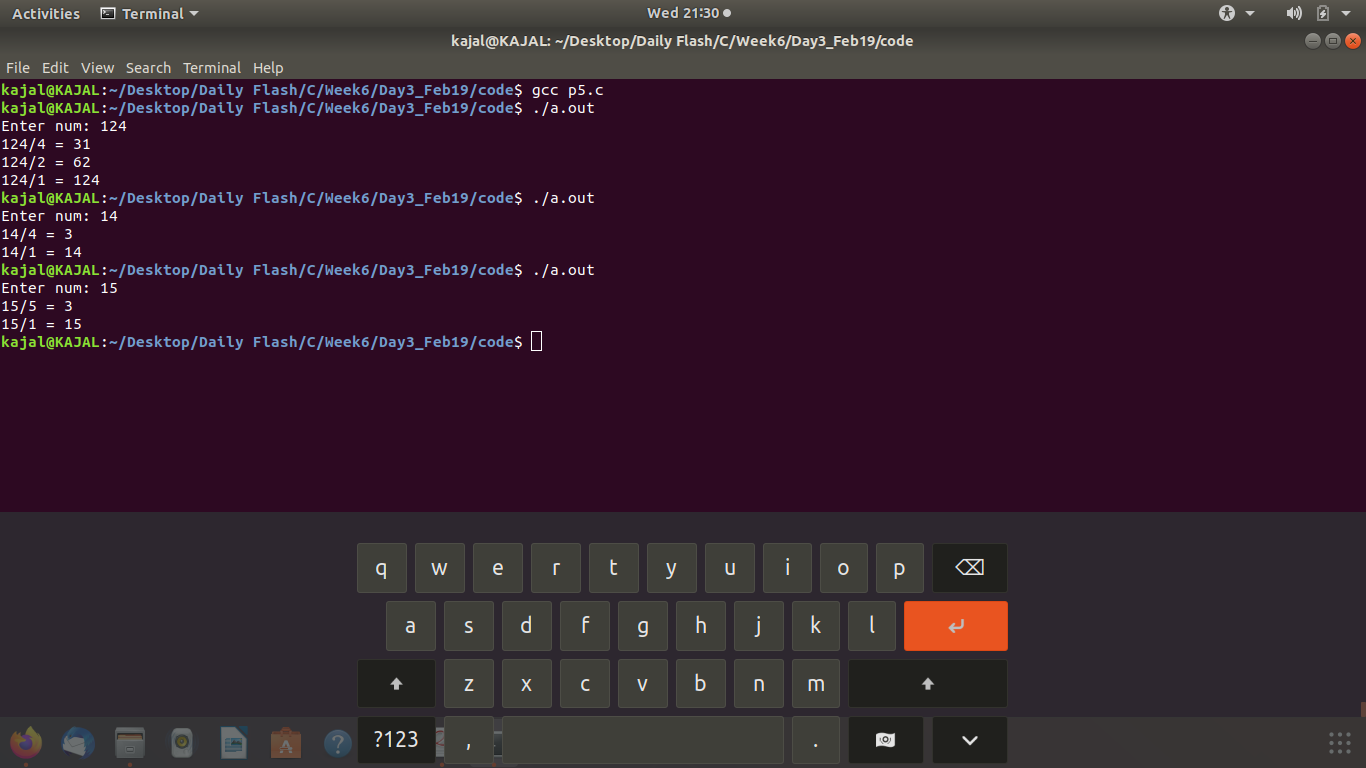 Activities Terminal Wed 21:30
kajal@KAJAL: ~/Desktop/Daily Flash/C/Week6/Day3_Feb19/code
File Edit View Search Terminal Help
kajal@KAJAL:~/Desktop/Daily Flash/C/Week6/Day3_Feb19/code$ gcc p5.c
kajal@KAJAL:~/Desktop/Daily Flash/C/Week6/Day3_Feb19/code$ ./a.out
Enter num: 124
124/4 = 31
124/2 = 62
124/1 = 124
kajal@KAJAL:~/Desktop/Daily Flash/C/Week6/Day3_Feb19/code$ ./a.out
Enter num: 14
14/4 = 3
14/1 = 14
kajal@KAJAL:~/Desktop/Daily Flash/C/Week6/Day3_Feb19/code$ ./a.out
Enter num: 15
15/5 = 3
15/1 = 15
kajal@KAJAL:~/Desktop/Daily Flash/C/Week6/Day3_Feb19/code$
q w e r t y u i o p
a s d f g h j k l
z x c v b n m
?123 , .